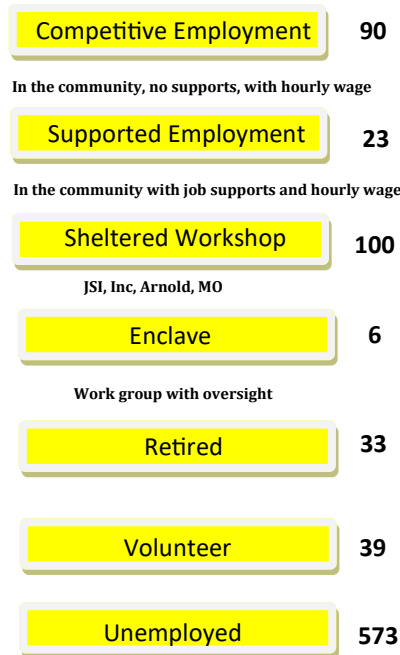 Competitive Employment 90
In the community, no supports, with hourly wage
Supported Employment 23
In the community with job supports and hourly wage
Sheltered Workshop 100
JSI, Inc, Arnold, MO
Enclave 6
Work group with oversight
Retired 33
Volunteer 39
Unemployed 573